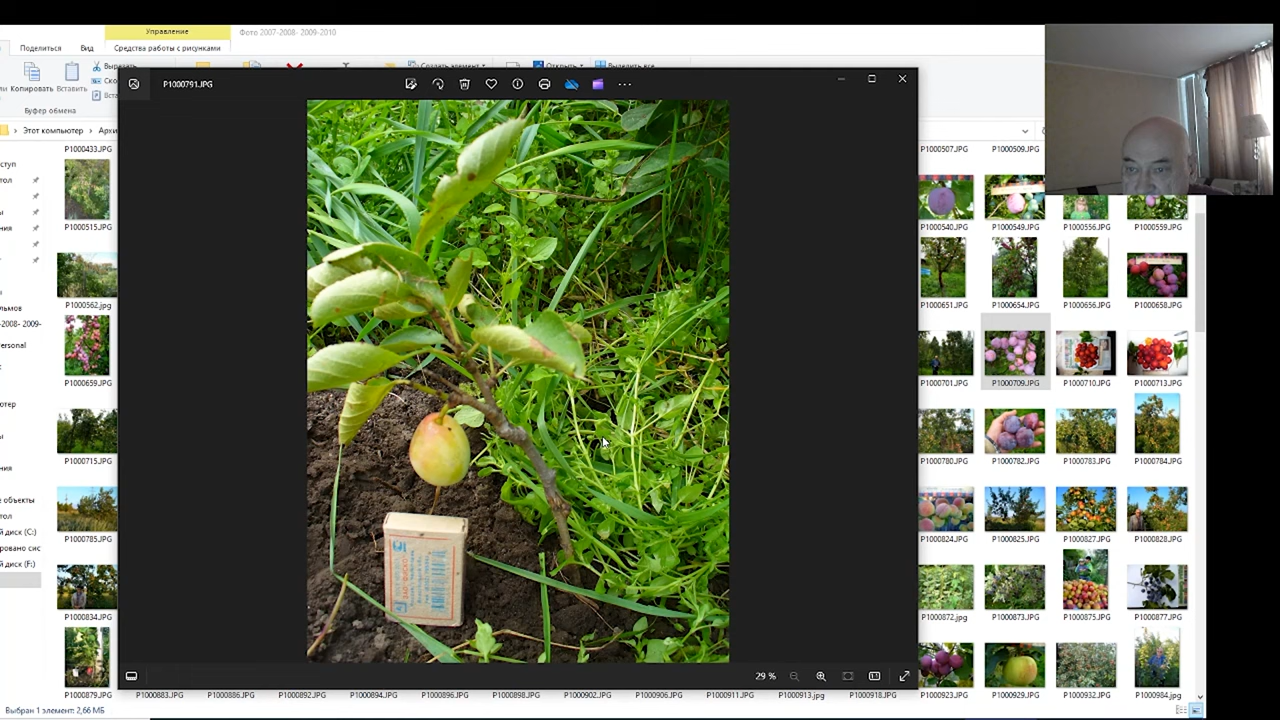 Управление
Фото 2007-2008- 2009-2010
Поделиться
Вид
Средства работы с рисунками
Вырезать
Создать элемент
Открыть
Выделить все
Копировать
Вставить
Буфер обмена
Этот компьютер
P1000791.JPG
P1000433.JPG
P1000507.JPG
P1000509.JPG
P1000515.JPG
P1000540.JPG
P1000549.JPG
P1000556.JPG
P1000559.JPG
P1000562.jpg
P1000651.JPG
P1000654.JPG
P1000656.JPG
P1000658.JPG
P1000659.JPG
P1000701.JPG
P1000709.JPG
P1000710.JPG
P1000713.JPG
P1000715.JPG
P1000780.JPG
P1000782.JPG
P1000783.JPG
P1000784.JPG
P1000785.JPG
P1000824.JPG
P1000825.JPG
P1000827.JPG
P1000828.JPG
P1000834.JPG
P1000872.jpg
P1000873.JPG
P1000875.JPG
P1000877.JPG
29 %
P1000879.JPG
P1000883.JPG
P1000886.JPG
P1000892.JPG
P1000894.JPG
P1000896.JPG
P1000898.JPG
P1000902.JPG
P1000906.JPG
P1000911.JPG
P1000913.jpg
P1000918.JPG
P1000923.JPG
P1000929.JPG
P1000932.JPG
P1000984.jpg
Выбран 1 элемент: 2,66 МБ